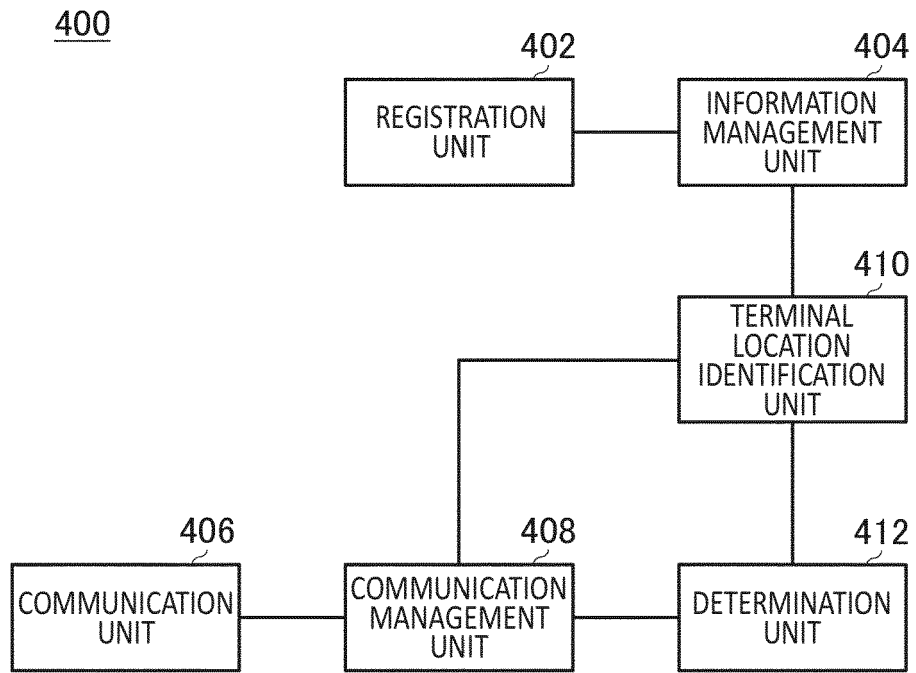 400
402
REGISTRATION
UNIT
404
INFORMATION
MANAGEMENT
UNIT
410
TERMINAL
LOCATION
IDENTIFICATION
UNIT
406
COMMUNICATION
UNIT
408
COMMUNICATION
MANAGEMENT
UNIT
412
DETERMINATION
UNIT